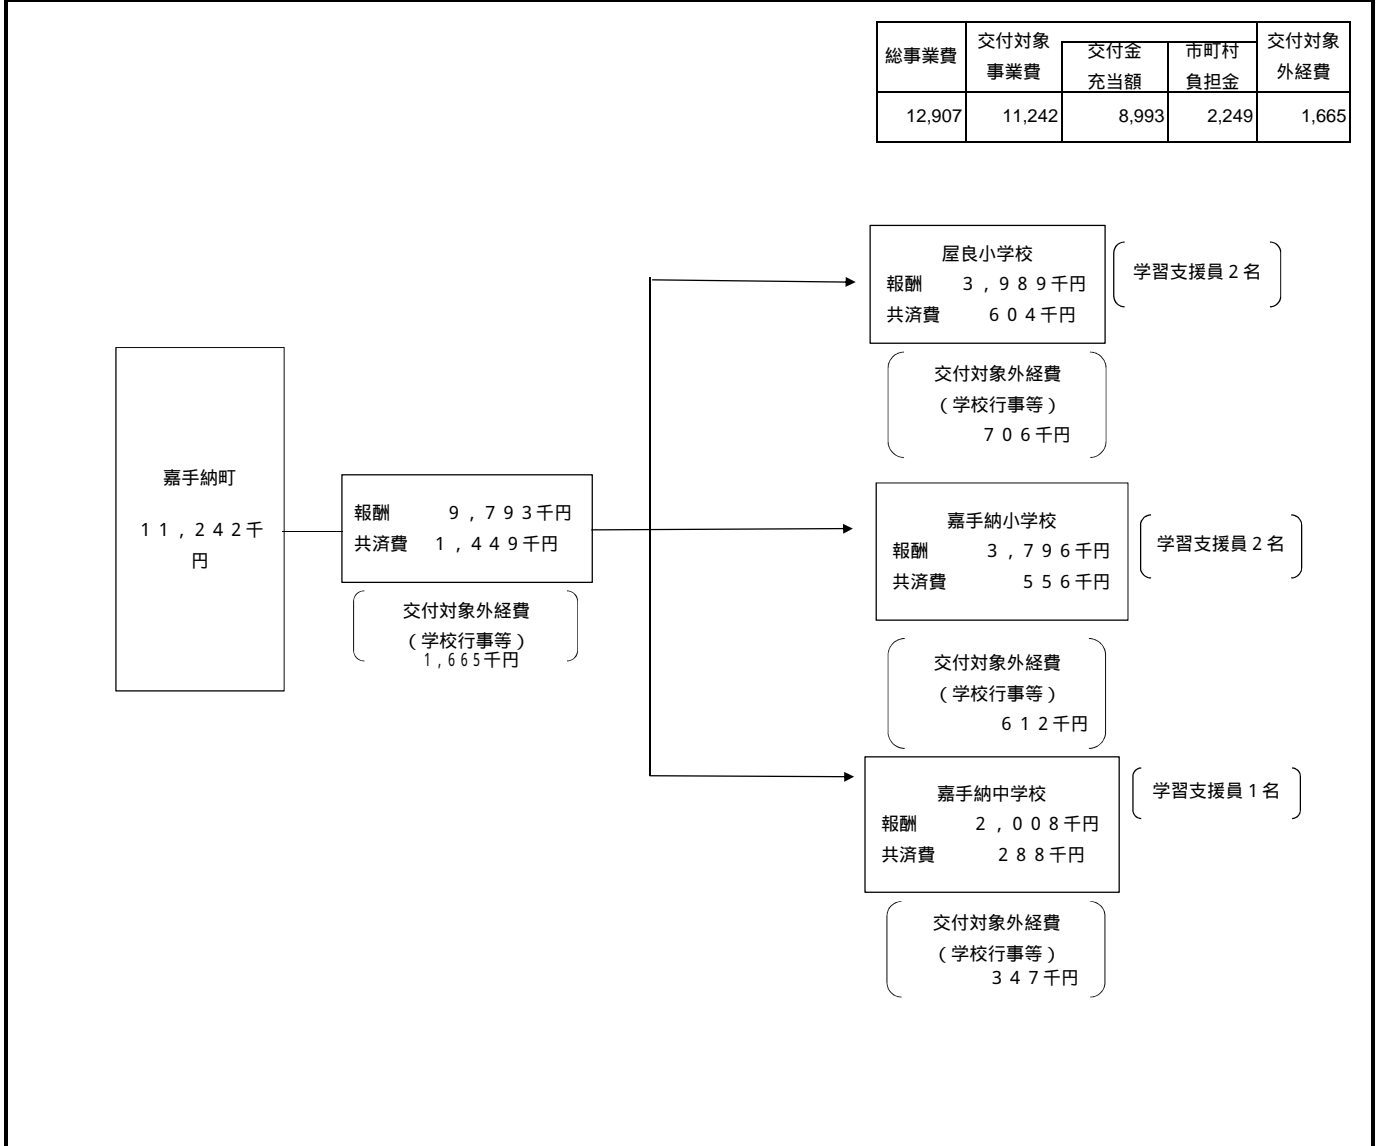 総事業費
交付対象
事業費
交付金
充当額
市町村
負担金
交付対象
外経費
12,907 11,242 8,993 2,249 1,665
屋良小学校
報酬 3,989千円
共済費 604千円
学習支援員2名
交付対象外経費
(学校行事等)
706千円
嘉手納町
11,242千
円
報酬 9,793千円
共済費 1,449千円
交付対象外経費
(学校行事等)
1,665千円
嘉手納小学校
報酬 3,796千円
共済費 556千円
学習支援員2名
交付対象外経費
(学校行事等)
612千円
嘉手納中学校
報酬 2,008千円
共済費 288千円
学習支援員1名
交付対象外経費
(学校行事等)
347千円